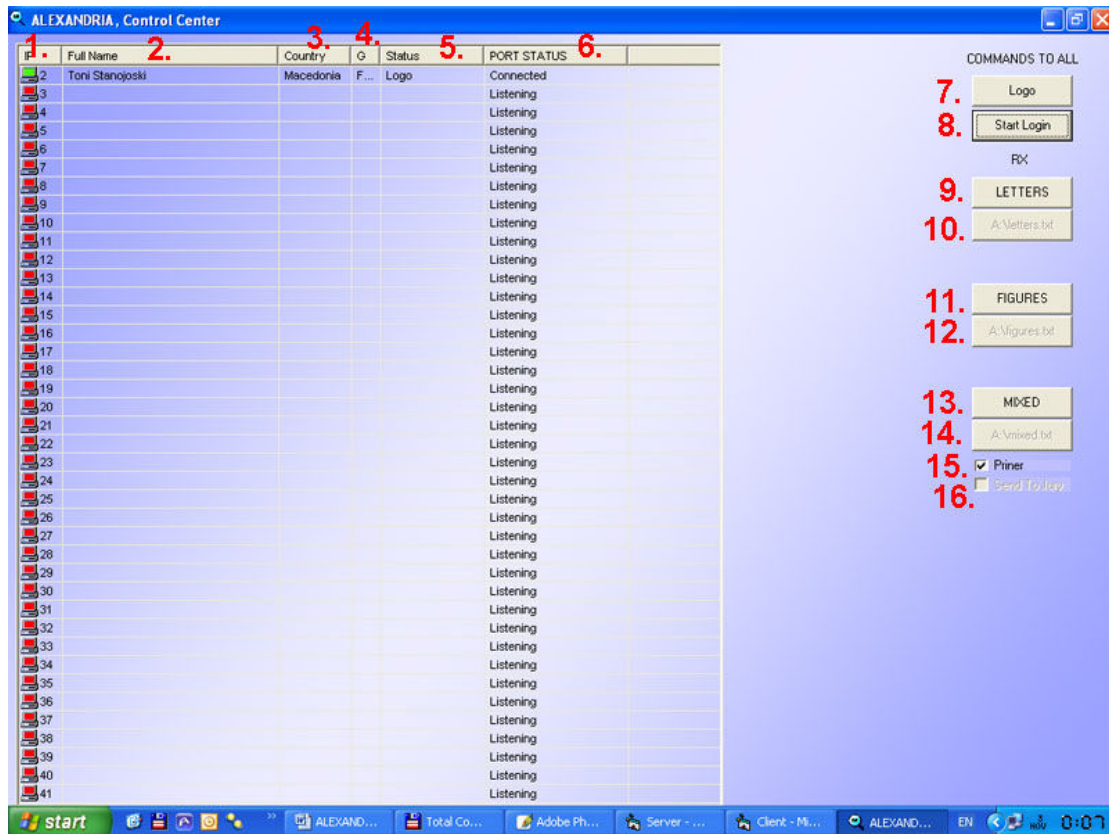 ALEXANDRIA, Control Center
1. 2. 3. 4. 5. 6.
IP Full Name Country G Status PORT STATUS
2 Toni Stanojoski Macedonia F... Logo Connected
3 Listening
4 Listening
5 Listening
6 Listening
7 Listening
8 Listening
9 Listening
10 Listening
11 Listening
12 Listening
13 Listening
14 Listening
15 Listening
16 Listening
17 Listening
18 Listening
19 Listening
20 Listening
21 Listening
22 Listening
23 Listening
24 Listening
25 Listening
26 Listening
27 Listening
28 Listening
29 Listening
30 Listening
31 Listening
32 Listening
33 Listening
34 Listening
35 Listening
36 Listening
37 Listening
38 Listening
39 Listening
40 Listening
41 Listening
COMMANDS TO ALL
7. Logo
8. Start Login
RX
9. LETTERS
10. A:\letters.txt
11. FIGURES
12. A:\figures.txt
13. MIXED
14. A:\mixed.txt
15. Priner
16. Send To Jury
start ALEXAND... Total Co... Adobe Ph... Server - ... Client - Mi... ALEXAND... EN 0:07